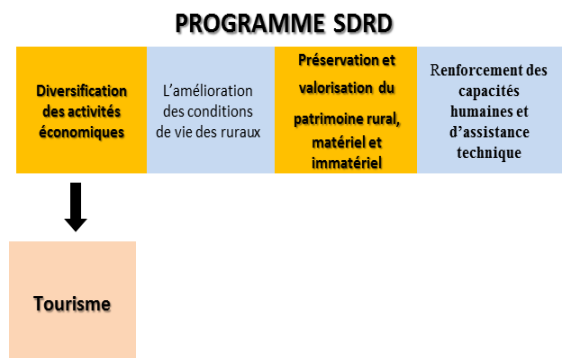 PROGRAMME SDRD
Diversification
des activités
économiques
L'amélioration
des conditions
de vie des ruraux
Préservation et
valorisation du
patrimoine rural,
matériel et
immatériel
Renforcement des
capacités
humaines et
d'assistance
technique
Tourisme